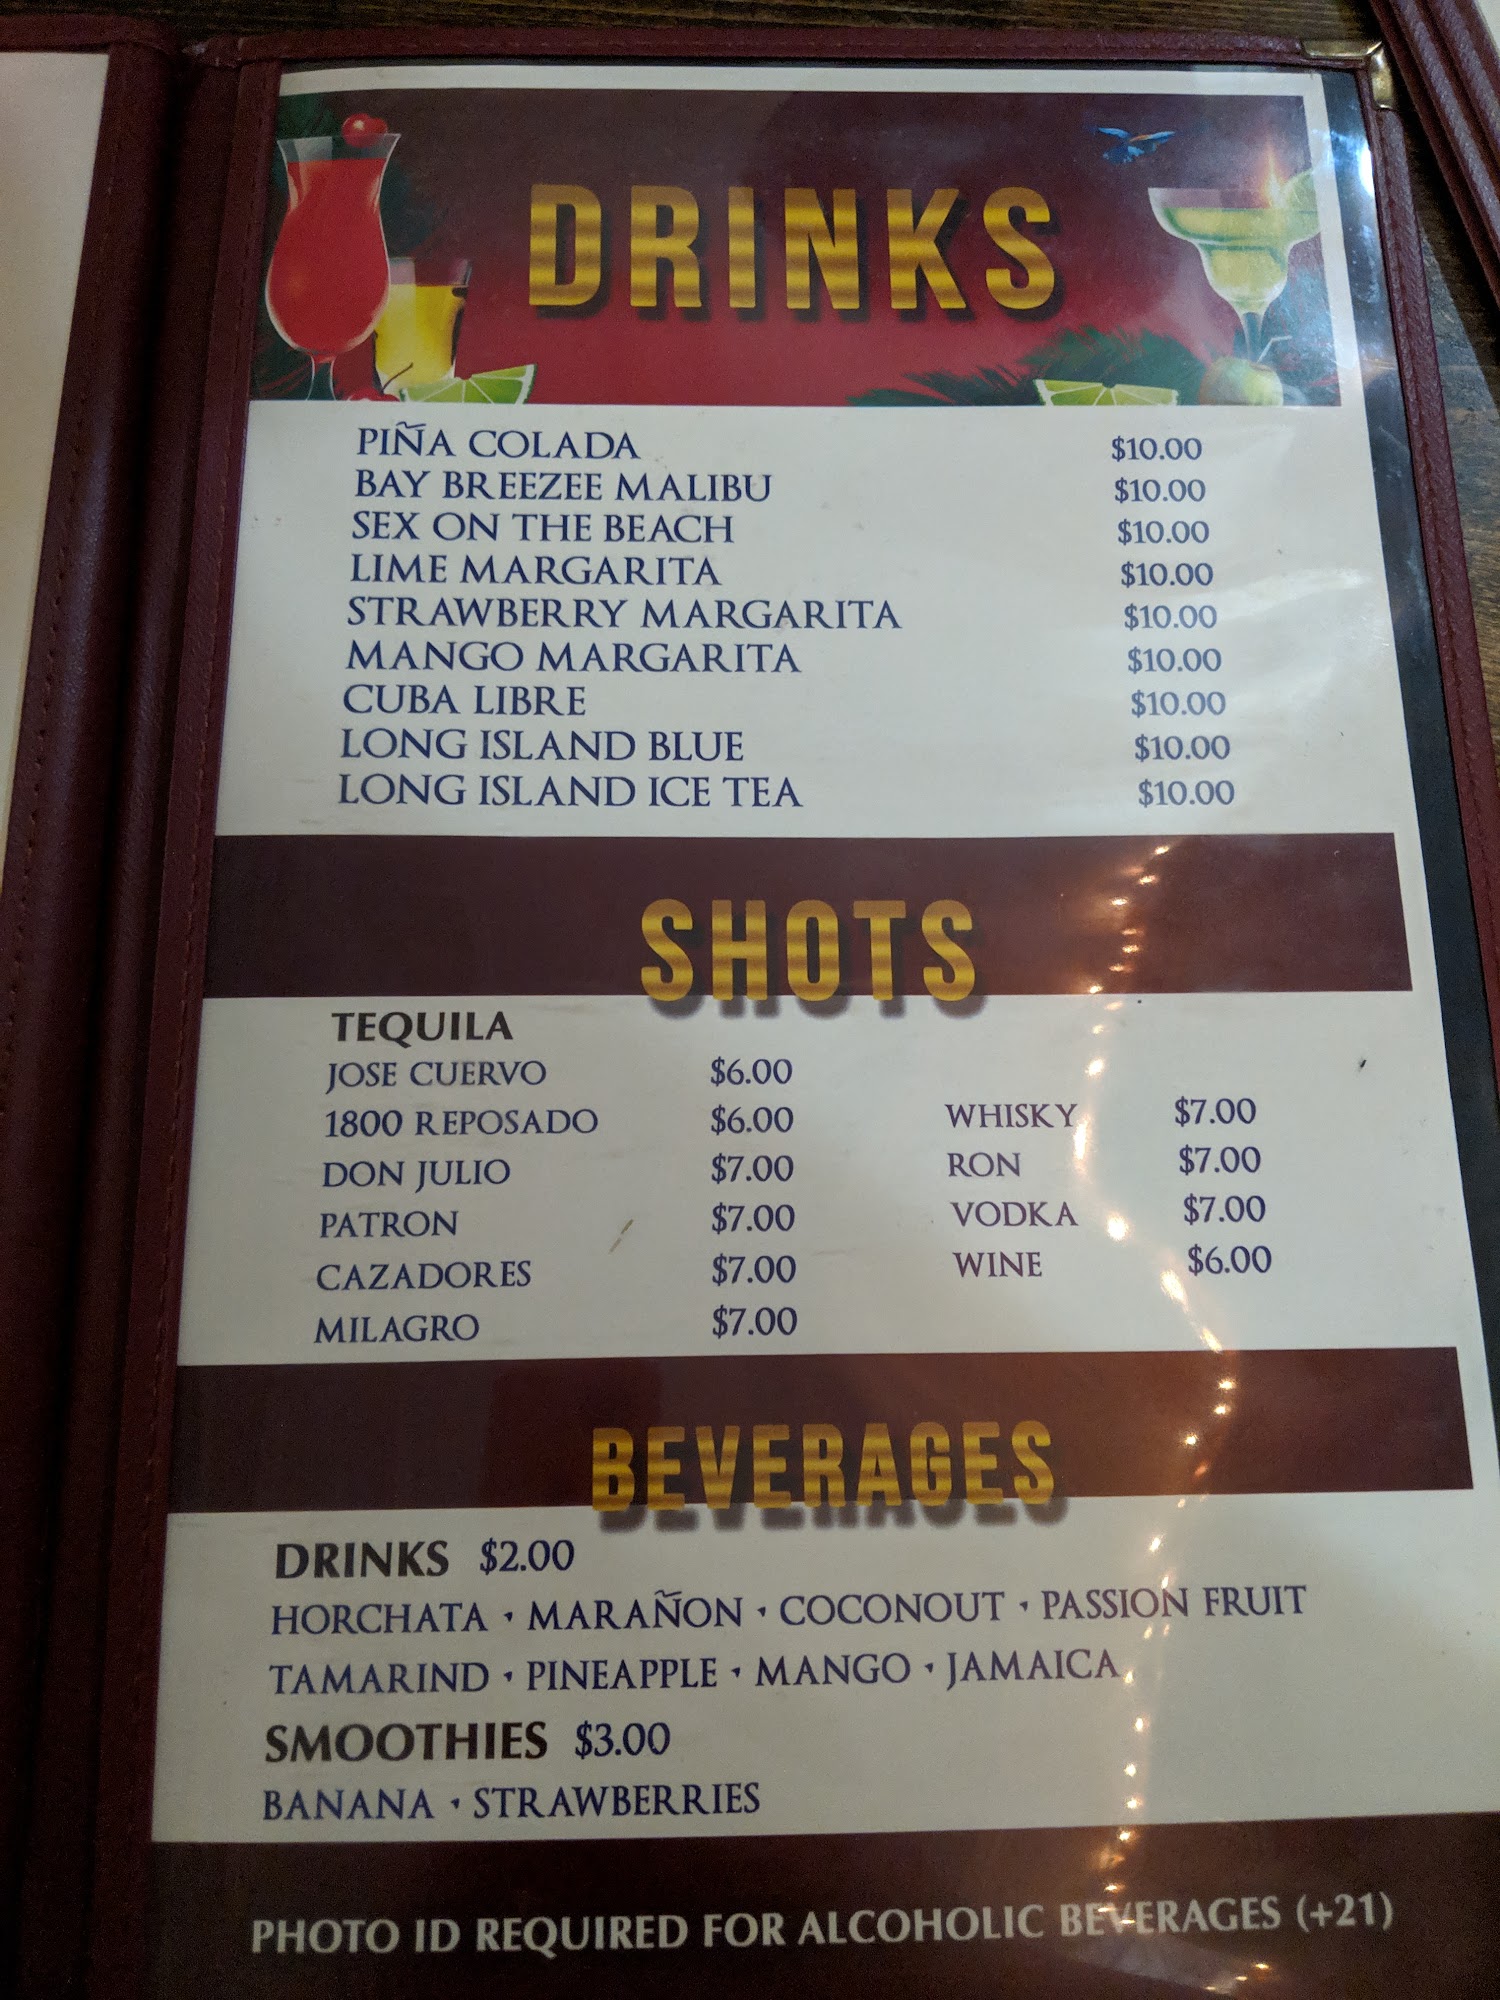 DRINKS
PIÑA COLADA $10.00
BAY BREEZEE MALIBU $10.00
SEX ON THE BEACH $10.00
LIME MARGARITA $10.00
STRAWBERRY MARGARITA $10.00
MANGO MARGARITA $10.00
CUBA LIBRE $10.00
LONG ISLAND BLUE $10.00
LONG ISLAND ICE TEA $10.00
SHOTS
TEQUILA
JOSE CUERVO $6.00
1800 REPOSADO $6.00
DON JULIO $7.00
PATRON $7.00
CAZADORES $7.00
MILAGRO $7.00
WHISKY $7.00
RON $7.00
VODKA $7.00
WINE $6.00
BEVERAGES
DRINKS $2.00
HORCHATA • MARAÑON • COCONOUT • PASSION FRUIT
TAMARIND • PINEAPPLE • MANGO • JAMAICA
SMOOTHIES $3.00
BANANA • STRAWBERRIES
PHOTO ID REQUIRED FOR ALCOHOLIC BEVERAGES (+21)